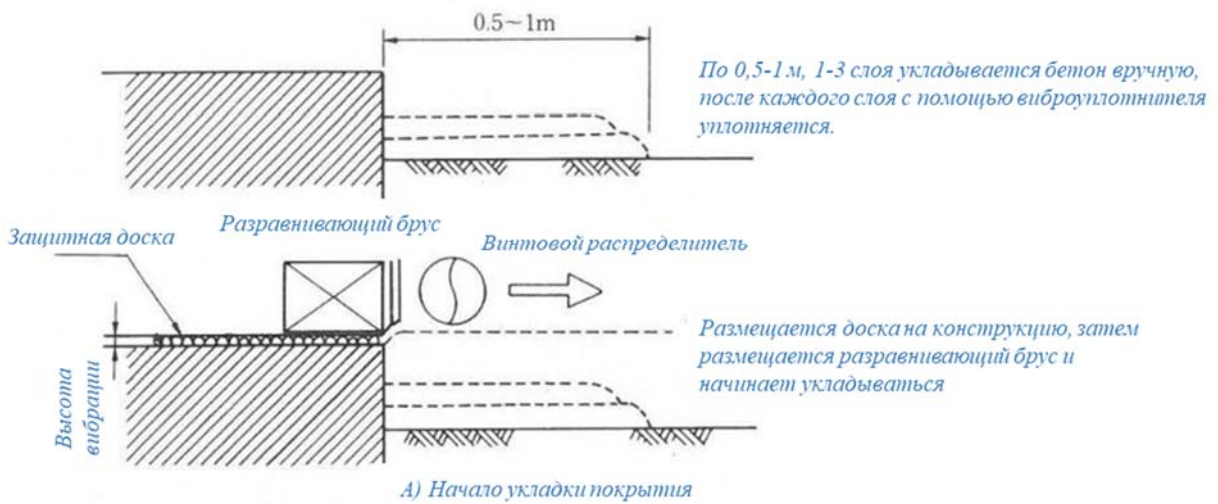 0.5~1m
По 0,5-1м, 1-3 слоя укладывается бетон вручную,
после каждого слоя с помощью виброуплотнителя
уплотняется.
Разравнивающий брус
Защитная доска
Винтовой распределитель
Размещается доска на конструкцию, затем
размещается разравнивающий брус и
начинает укладываться
Высота
вибрации
А) Начало укладки покрытия